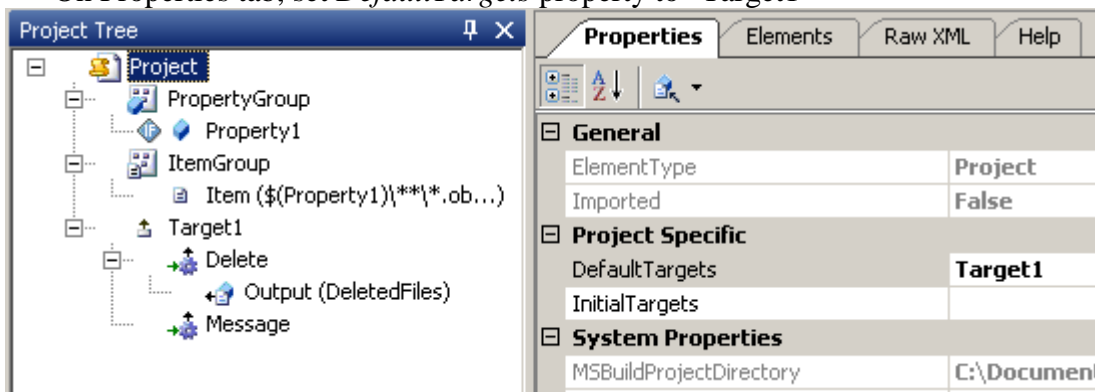 On Properties tab, set DefaultTargets property to "Target1"
Project Tree
Properties Elements Raw XML Help
Project
PropertyGroup
IF Property1
ItemGroup
Item ($(Property1)\**\*.ob...)
Target1
Delete
Output (DeletedFiles)
Message
General
ElementType Project
Imported False
Project Specific
DefaultTargets Target1
InitialTargets
System Properties
MSBuildProjectDirectory C:\Document